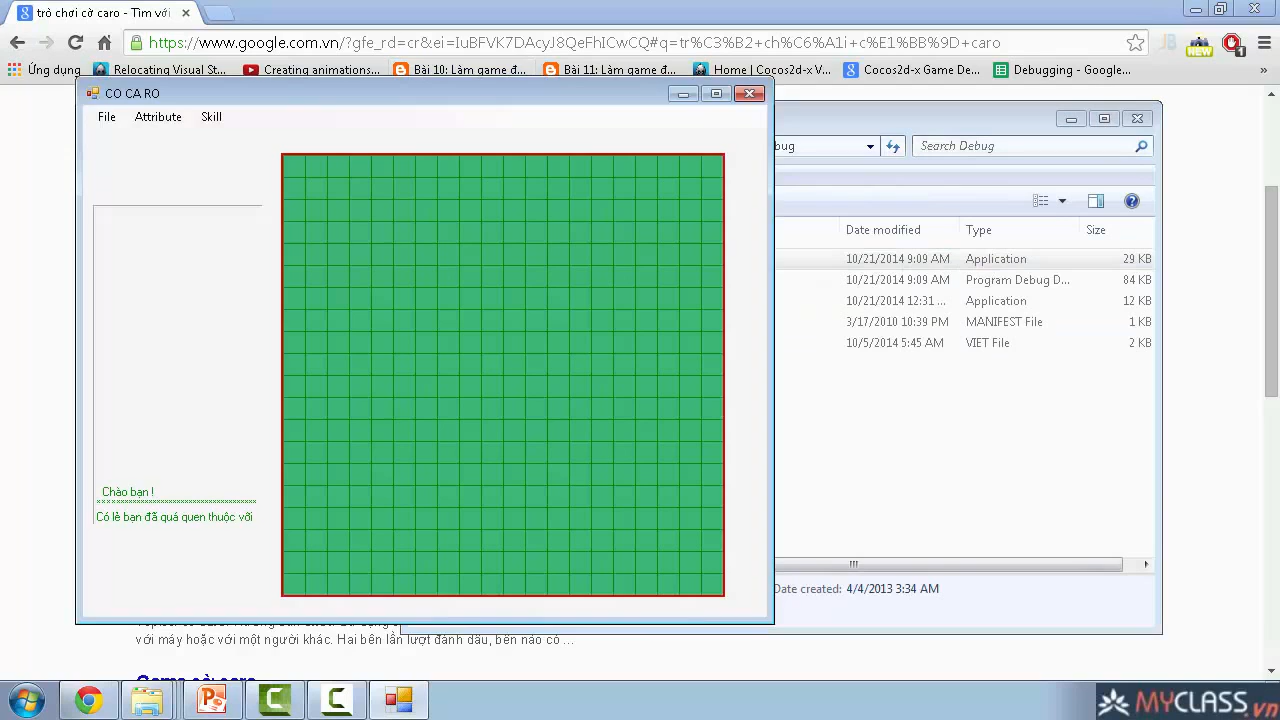 trò chơi cờ caro - Tìm với
https://www.google.com.vn/?gfe_rd=cr&ei=IuBFVMrDAcyJ8QeFhICwCQ#q=tr%C3%B2+ch%C6%A1i+c%E1%BB%9D+caro
NEW
1
Ứng dụng
Relocating Visual St...
Creating animations...
Bài 10: Làm game đ...
Bài 11: Làm game đ...
Home | Cocos2d-x V...
Cocos2d-x Game De...
Debugging - Google...
»
CO CA RO
File Attribute Skill
bug
Search Debug
Date modified Type Size
10/21/2014 9:09 AM Application 29 KB
10/21/2014 9:09 AM Program Debug D... 84 KB
10/21/2014 12:31 ... Application 12 KB
3/17/2010 10:39 PM MANIFEST File 1 KB
10/5/2014 5:45 AM VIET File 2 KB
Chào bạn !
Có lẻ bạn đã quá quen thuộc với
Date created: 4/4/2013 3:34 AM
với máy hoặc với một người khác. Hai bên lần lượt đánh dấu, bên nào có ...
Game cờ caro
MYCLASS.vn